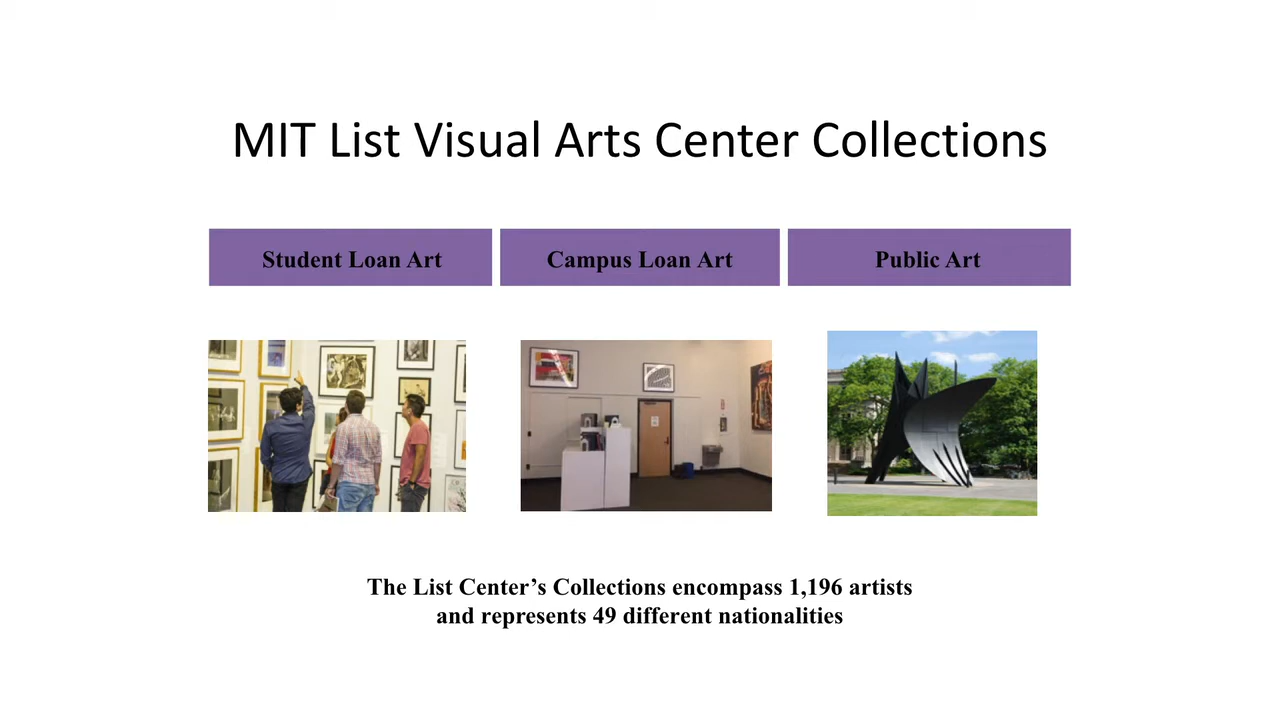 MIT List Visual Arts Center Collections
Student Loan Art
Campus Loan Art
Public Art
The List Center’s Collections encompass 1,196 artists
and represents 49 different nationalities